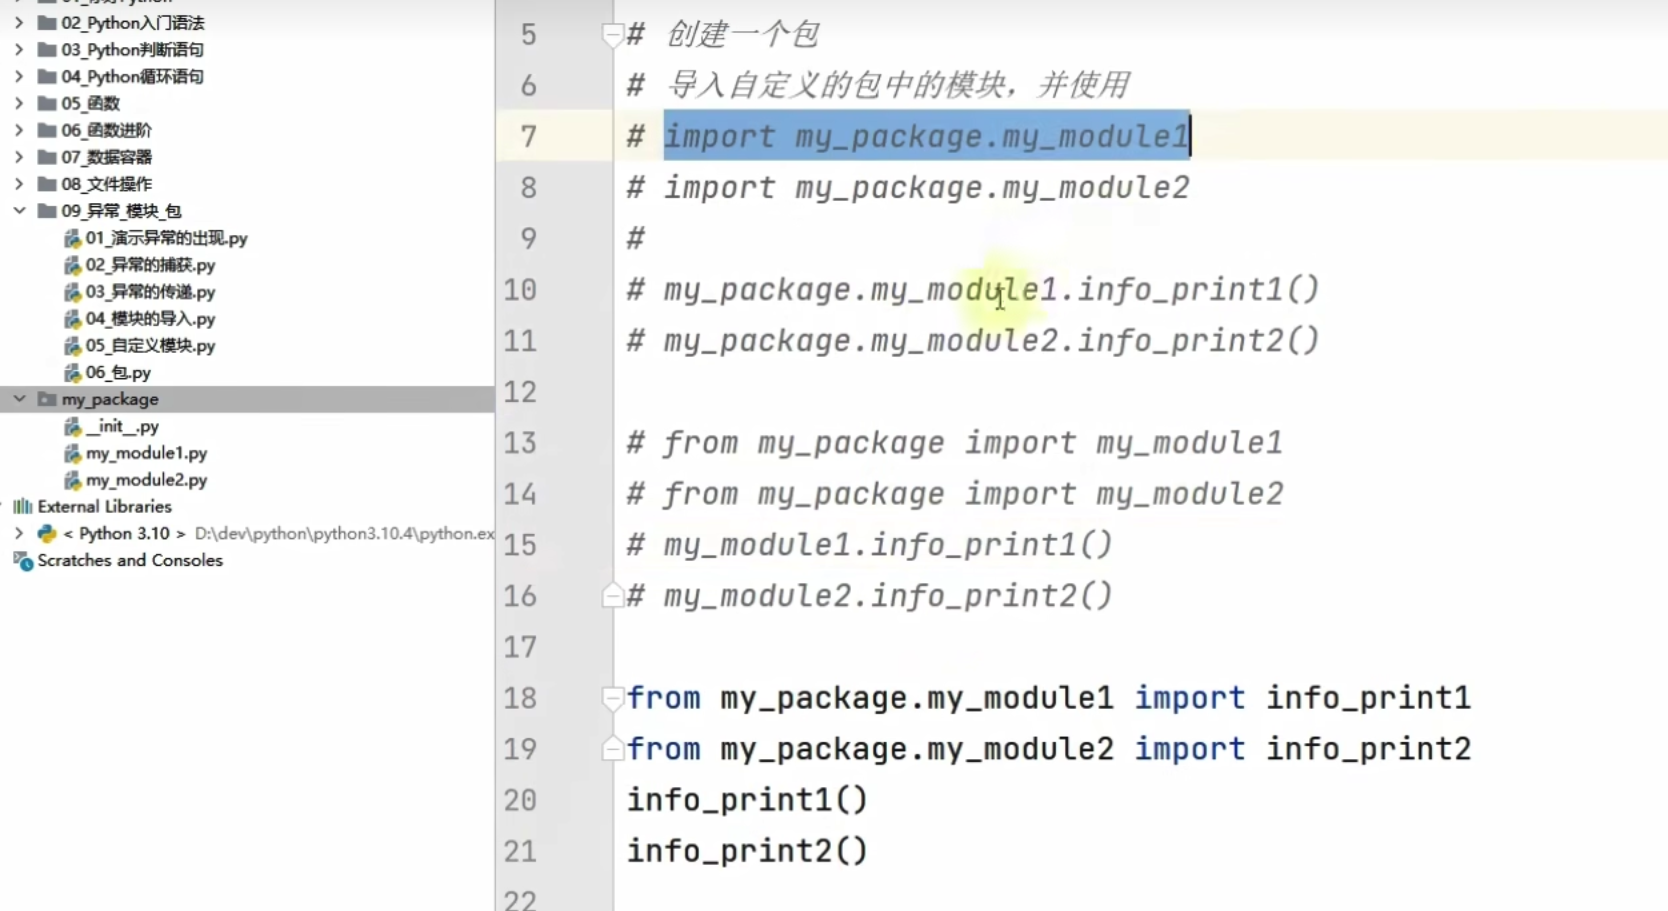 02_Python入门语法
03_Python判断语句
04_Python循环语句
05_函数
06_函数进阶
07_数据容器
08_文件操作
09_异常_模块_包
01_演示异常的出现.py
02_异常的捕获.py
03_异常的传递.py
04_模块的导入.py
05_自定义模块.py
06_包.py
my_package
__init__.py
my_module1.py
my_module2.py
External Libraries
< Python 3.10 > D:\dev\python\python3.10.4\python.ex
Scratches and Consoles
5 # 创建一个包
6 # 导入自定义的包中的模块，并使用
7 # import my_package.my_module1
8 # import my_package.my_module2
9 #
10 # my_package.my_module1.info_print1()
11 # my_package.my_module2.info_print2()
12
13 # from my_package import my_module1
14 # from my_package import my_module2
15 # my_module1.info_print1()
16 # my_module2.info_print2()
17
18 from my_package.my_module1 import info_print1
19 from my_package.my_module2 import info_print2
20 info_print1()
21 info_print2()
22